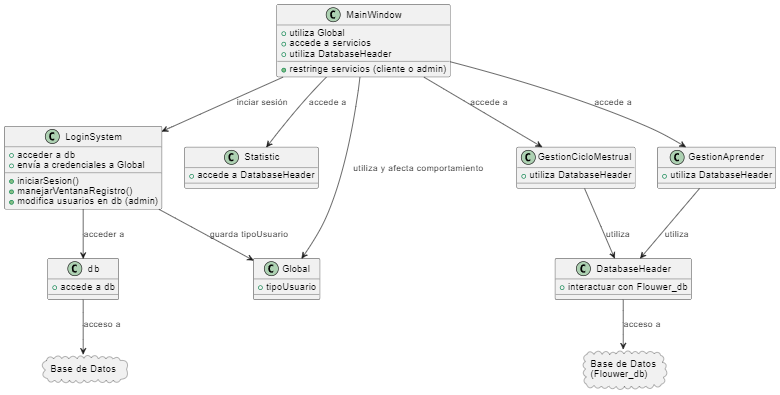 C MainWindow
utiliza Global
accede a servicios
utiliza DatabaseHeader
restringe servicios (cliente o admin)
inciar sesión
accede a
accede a
accede a
C LoginSystem
acceder a db
envía a credenciales a Global
iniciarSesion()
manejarVentanaRegistro()
modifica usuarios en db (admin)
C Statistic
accede a DatabaseHeader
utiliza y afecta comportamiento
C GestionCicloMestrual
utiliza DatabaseHeader
C GestionAprender
utiliza DatabaseHeader
acceder a
guarda tipoUsuario
utiliza
utiliza
C db
accede a db
C Global
tipoUsuario
C DatabaseHeader
interactuar con Flouwer_db
acceso a
acceso a
Base de Datos
Base de Datos
(Flouwer_db)